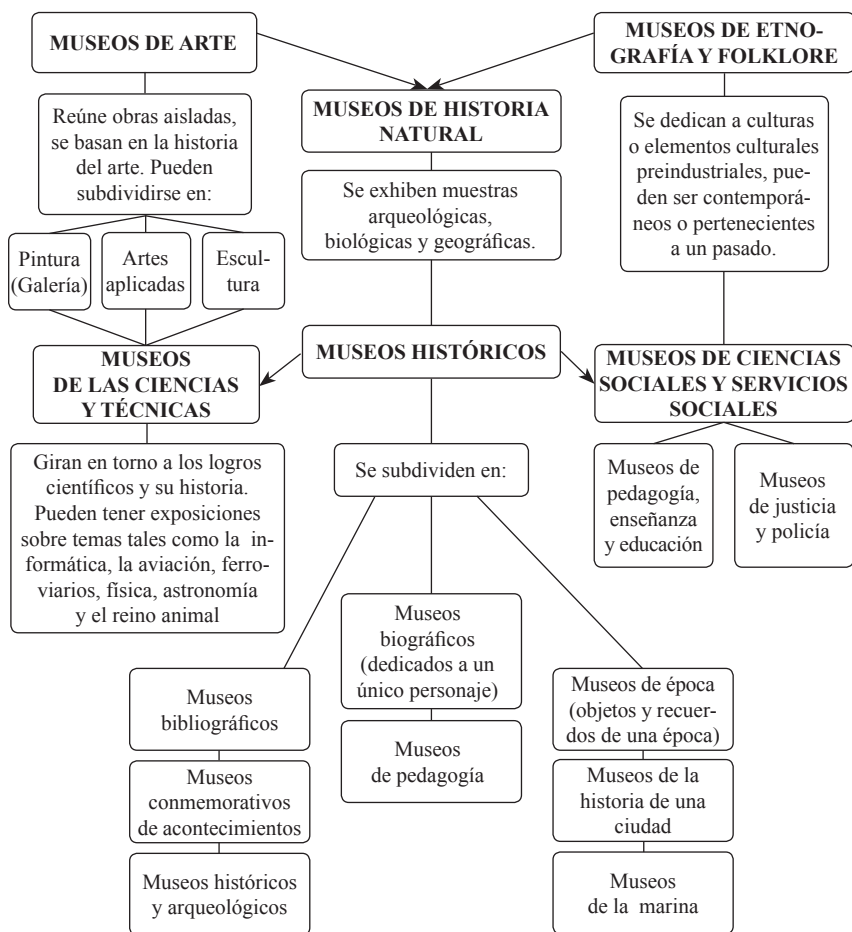 MUSEOS DE ARTE
MUSEOS DE ETNO-
GRAFÍA Y FOLKLORE
MUSEOS DE HISTORIA
NATURAL
Reúne obras aisladas,
se basan en la historia
del arte. Pueden
subdividirse en:
Se dedican a culturas
o elementos culturales
preindustriales, pue-
den ser contemporá-
neos o pertenecientes
a un pasado.
Se exhiben muestras
arqueológicas,
biológicas y geográficas.
Pintura
(Galería)
Artes
aplicadas
Escul-
tura
MUSEOS
DE LAS CIENCIAS
Y TÉCNICAS
MUSEOS HISTÓRICOS
MUSEOS DE CIENCIAS
SOCIALES Y SERVICIOS
SOCIALES
Giran en torno a los logros
científicos y su historia.
Pueden tener exposiciones
sobre temas tales como la in-
formática, la aviación, ferro-
viarios, física, astronomía
y el reino animal
Se subdividen en:
Museos de
pedagogía,
enseñanza
y educación
Museos
de justicia
y policía
Museos
bibliográficos
Museos
conmemorativos
de acontecimientos
Museos históricos
y arqueológicos
Museos
biográficos
(dedicados a un
único personaje)
Museos
de pedagogía
Museos de época
(objetos y recuer-
dos de una época)
Museos de la
historia de una
ciudad
Museos
de la marina